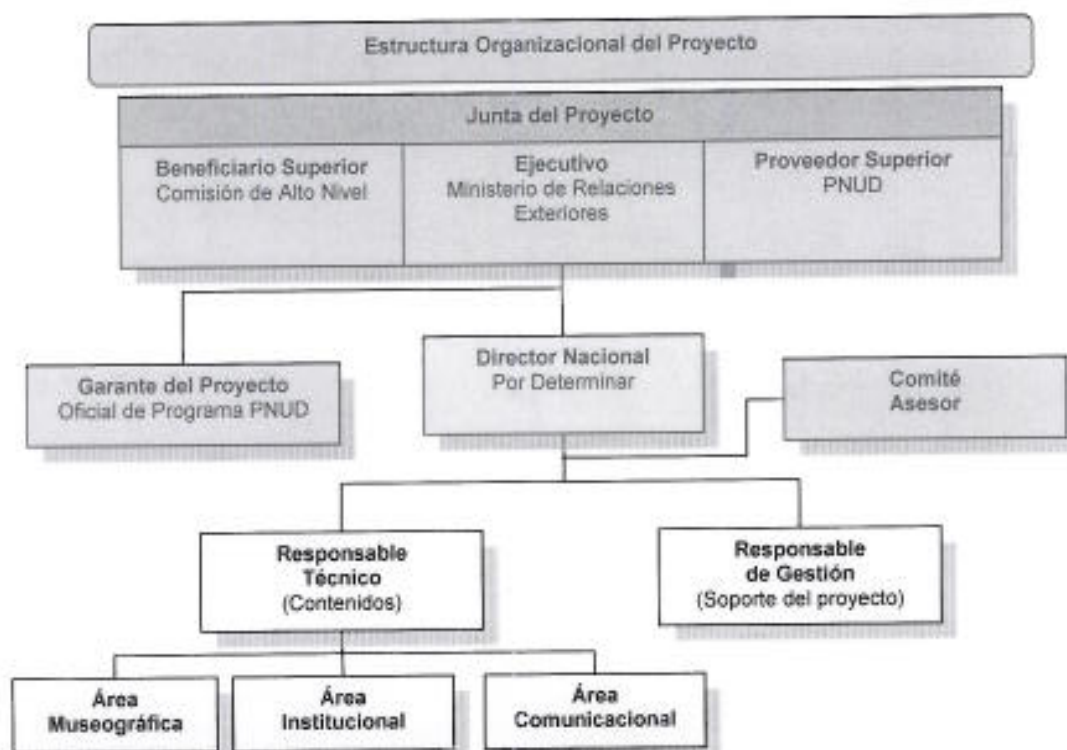 Estructura Organizacional del Proyecto
Junta del Proyecto
Beneficiario Superior
Comisión de Alto Nivel
Ejecutivo
Ministerio de Relaciones
Exteriores
Proveedor Superior
PNUD
Garante del Proyecto
Oficial de Programa PNUD
Director Nacional
Por Determinar
Comité
Asesor
Responsable
Técnico
(Contenidos)
Responsable
de Gestión
(Soporte del proyecto)
Área
Museográfica
Área
Institucional
Área
Comunicacional